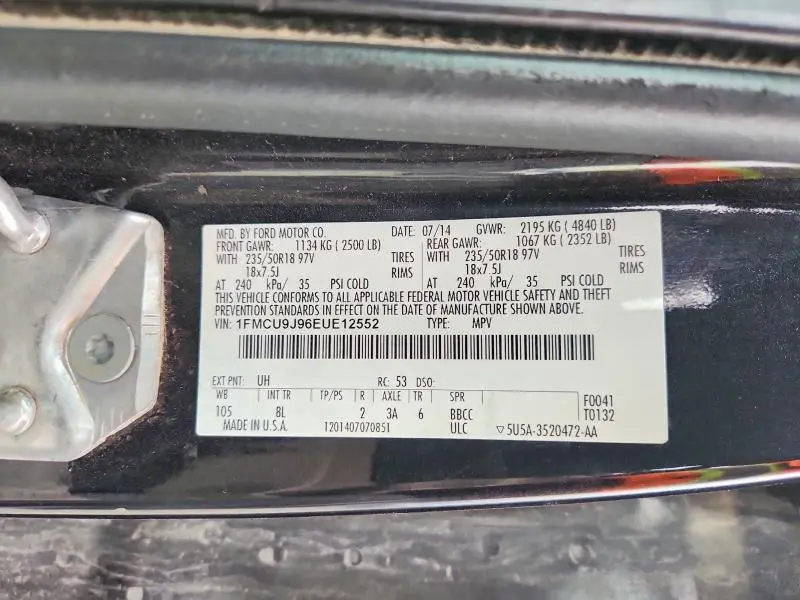 MFD. BY FORD MOTOR CO. DATE: 07/14 GVWR: 2195 KG ( 4840 LB)
FRONT GAWR: 1134 KG ( 2500 LB) REAR GAWR: 1067 KG ( 2352 LB)
WITH 235/50R18 97V TIRES WITH 235/50R18 97V TIRES
18x7.5J RIMS 18x7.5J RIMS
AT 240 kPa/ 35 PSI COLD AT 240 kPa/ 35 PSI COLD
THIS VEHICLE CONFORMS TO ALL APPLICABLE FEDERAL MOTOR VEHICLE SAFETY AND THEFT
PREVENTION STANDARDS IN EFFECT ON THE DATE OF MANUFACTURE SHOWN ABOVE.
VIN: 1FMCU9J96EUE12552 TYPE: MPV
EXT PNT: UH RC: 53 DSO:
WB INT TR TP/PS R AXLE TR SPR F0041
105 8L 2 3A 6 BBCC T0132
MADE IN U.S.A. 1201407070851 ULC ▽5U5A-3520472-AA